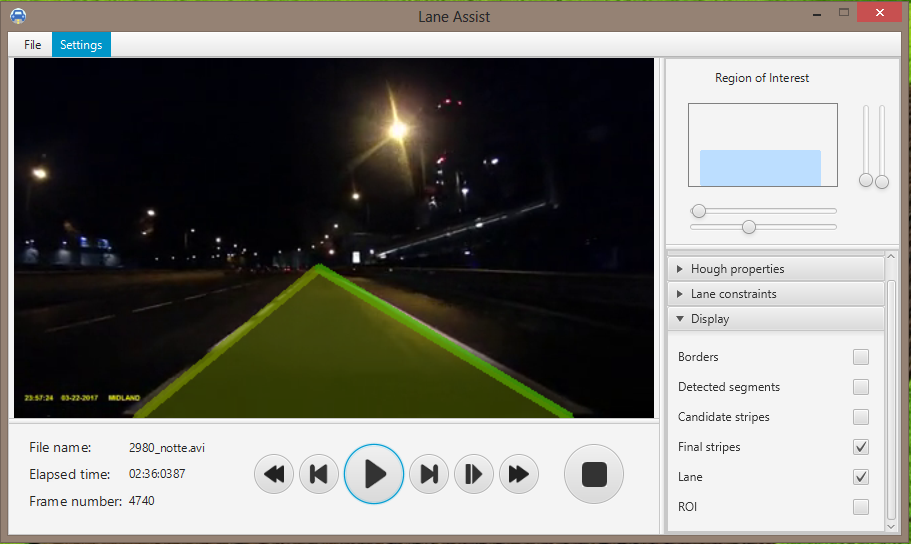 Lane Assist
File Settings
Region of Interest
23:57:24 03-22-2017 MIDLAND
Hough properties
Lane constraints
Display
Borders
Detected segments
Candidate stripes
Final stripes
Lane
ROI
File name: 2980_notte.avi
Elapsed time: 02:36:0387
Frame number: 4740